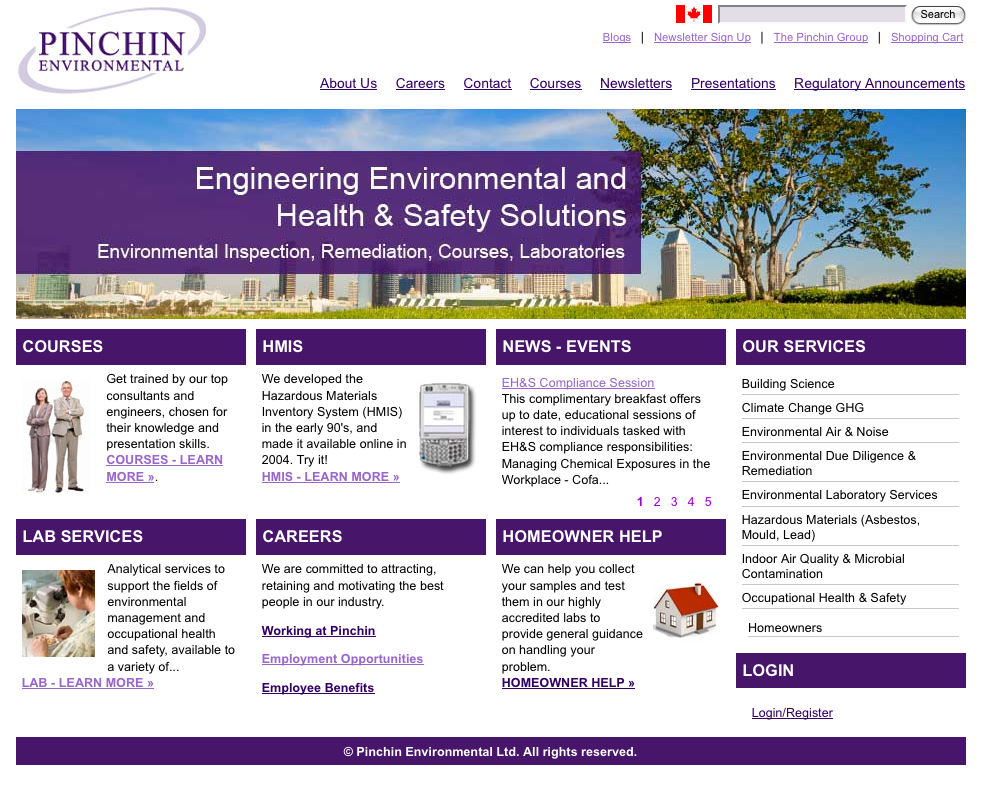 PINCHIN
ENVIRONMENTAL
Search
Blogs | Newsletter Sign Up | The Pinchin Group | Shopping Cart
About Us Careers Contact Courses Newsletters Presentations Regulatory Announcements
Engineering Environmental and
Health & Safety Solutions
Environmental Inspection, Remediation, Courses, Laboratories
COURSES
Get trained by our top
consultants and
engineers, chosen for
their knowledge and
presentation skills.
COURSES - LEARN
MORE ».
HMIS
We developed the
Hazardous Materials
Inventory System (HMIS)
in the early 90's, and
made it available online in
2004. Try it!
HMIS - LEARN MORE »
NEWS - EVENTS
EH&S Compliance Session
This complimentary breakfast offers
up to date, educational sessions of
interest to individuals tasked with
EH&S compliance responsibilities:
Managing Chemical Exposures in the
Workplace - Cofa...
1 2 3 4 5
OUR SERVICES
Building Science
Climate Change GHG
Environmental Air & Noise
Environmental Due Diligence &
Remediation
Environmental Laboratory Services
Hazardous Materials (Asbestos,
Mould, Lead)
Indoor Air Quality & Microbial
Contamination
Occupational Health & Safety
Homeowners
LAB SERVICES
Analytical services to
support the fields of
environmental
management and
occupational health
and safety, available to
a variety of...
LAB - LEARN MORE »
CAREERS
We are committed to attracting,
retaining and motivating the best
people in our industry.
Working at Pinchin
Employment Opportunities
Employee Benefits
HOMEOWNER HELP
We can help you collect
your samples and test
them in our highly
accredited labs to
provide general guidance
on handling your
problem.
HOMEOWNER HELP »
LOGIN
Login/Register
© Pinchin Environmental Ltd. All rights reserved.